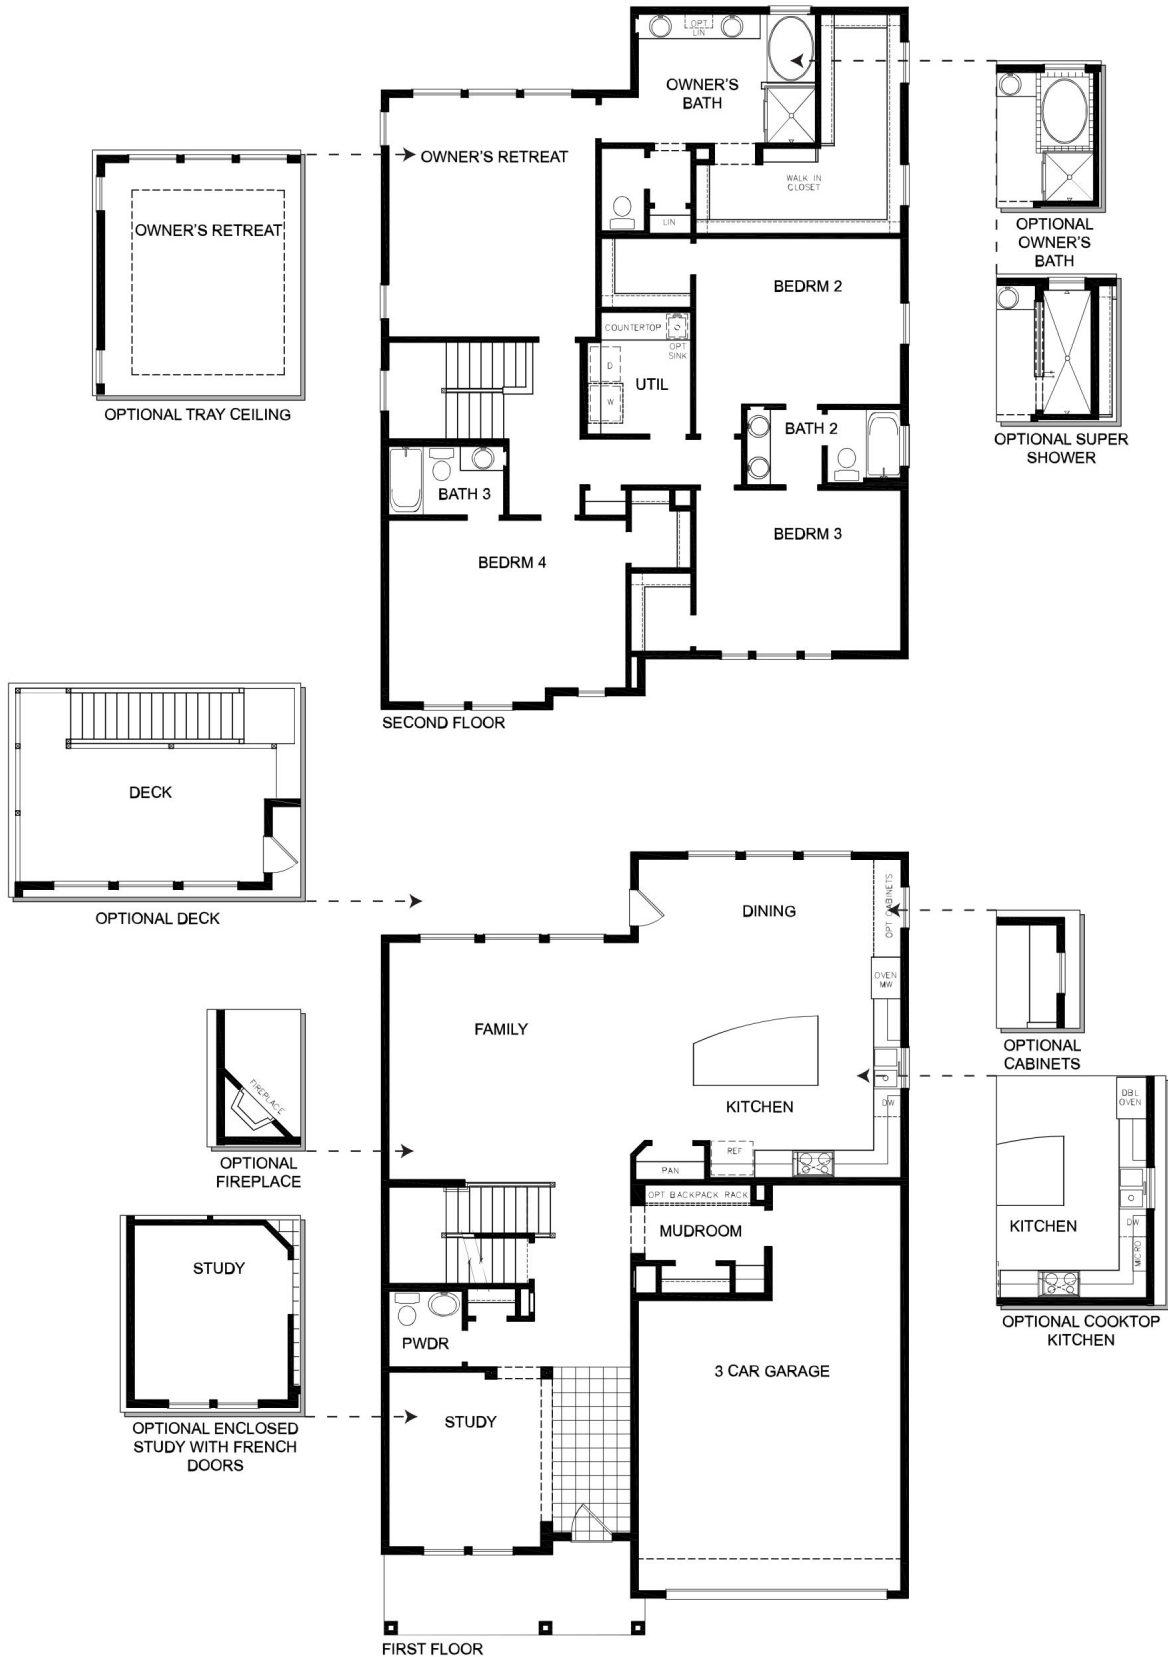 OPT
LIN
OWNER'S
BATH
OWNER'S RETREAT
WALK IN
CLOSET
LIN
OWNER'S RETREAT
OPTIONAL TRAY CEILING
OPTIONAL
OWNER'S
BATH
BEDRM 2
COUNTERTOP
OPT
SINK
D
W
UTIL
BATH 2
OPTIONAL SUPER
SHOWER
BATH 3
BEDRM 4
BEDRM 3
SECOND FLOOR
DECK
OPTIONAL DECK
DINING
OPT CABINETS
OVEN
MW
OPTIONAL
CABINETS
FAMILY
KITCHEN
DW
REF
PAN
FIREPLACE
OPTIONAL
FIREPLACE
DBL
OVEN
KITCHEN
DW
MICRO
OPTIONAL COOKTOP
KITCHEN
OPT BACKPACK RACK
MUDROOM
STUDY
OPTIONAL ENCLOSED
STUDY WITH FRENCH
DOORS
PWDR
3 CAR GARAGE
STUDY
FIRST FLOOR